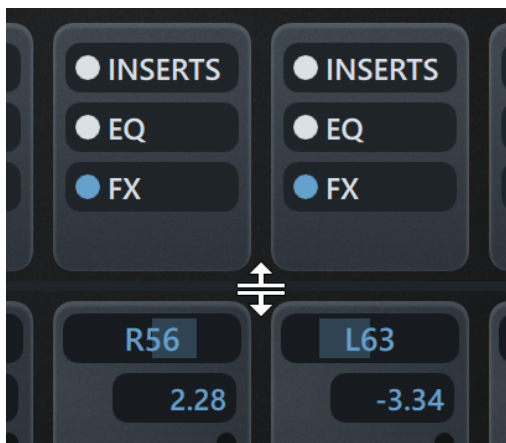 INSERTS INSERTS
EQ EQ
FX FX
R56 L63
2.28 -3.34